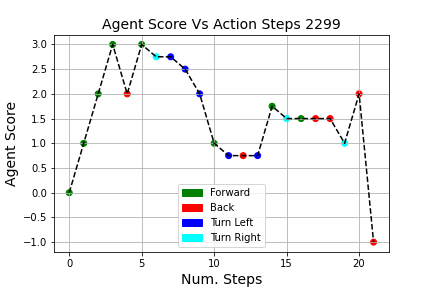 Agent Score Vs Action Steps 2299
Agent Score
3.0
2.5
2.0
1.5
1.0
0.5
0.0
−0.5
−1.0
Forward
Back
Turn Left
Turn Right
0 5 10 15 20
Num. Steps